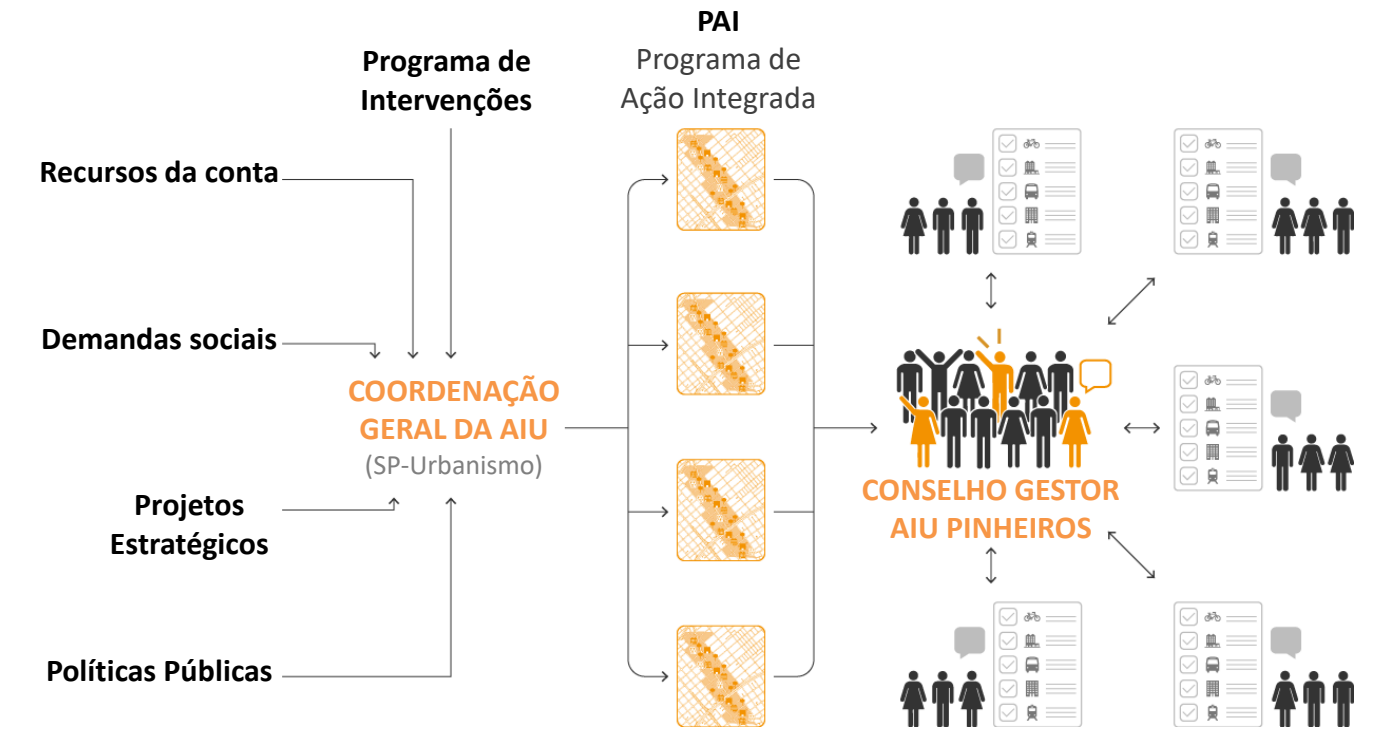 PAI
Programa de
Ação Integrada
Programa de
Intervenções
Recursos da conta
Demandas sociais
COORDENAÇÃO
GERAL DA AIU
(SP-Urbanismo)
Projetos
Estratégicos
Políticas Públicas
CONSELHO GESTOR
AIU PINHEIROS